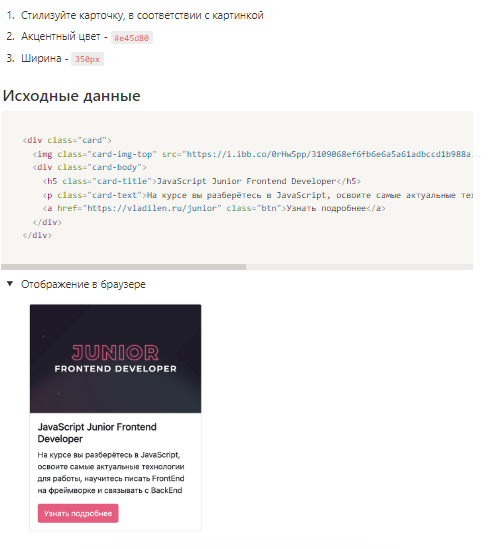 1. Стилизуйте карточку, в соответствии с картинкой
2. Акцентный цвет - #e45d80
3. Ширина - 350px
Исходные данные
<div class="card">
<img class="card-img-top" src="https://i.ibb.co/0rHw5pp/3109068ef6fb6e6a5a61adbccd1b988a.
<div class="card-body">
<h5 class="card-title">JavaScript Junior Frontend Developer</h5>
<p class="card-text">На курсе вы разберётесь в JavaScript, освоите самые актуальные тех
<a href="https://vladilen.ru/junior" class="btn">Узнать подробнее</a>
</div>
</div>
▼ Отображение в браузере
JUNIOR
FRONTEND DEVELOPER
JavaScript Junior Frontend
Developer
На курсе вы разберётесь в JavaScript,
освоите самые актуальные технологии
для работы, научитесь писать FrontEnd
на фреймворке и связывать с BackEnd
Узнать подробнее